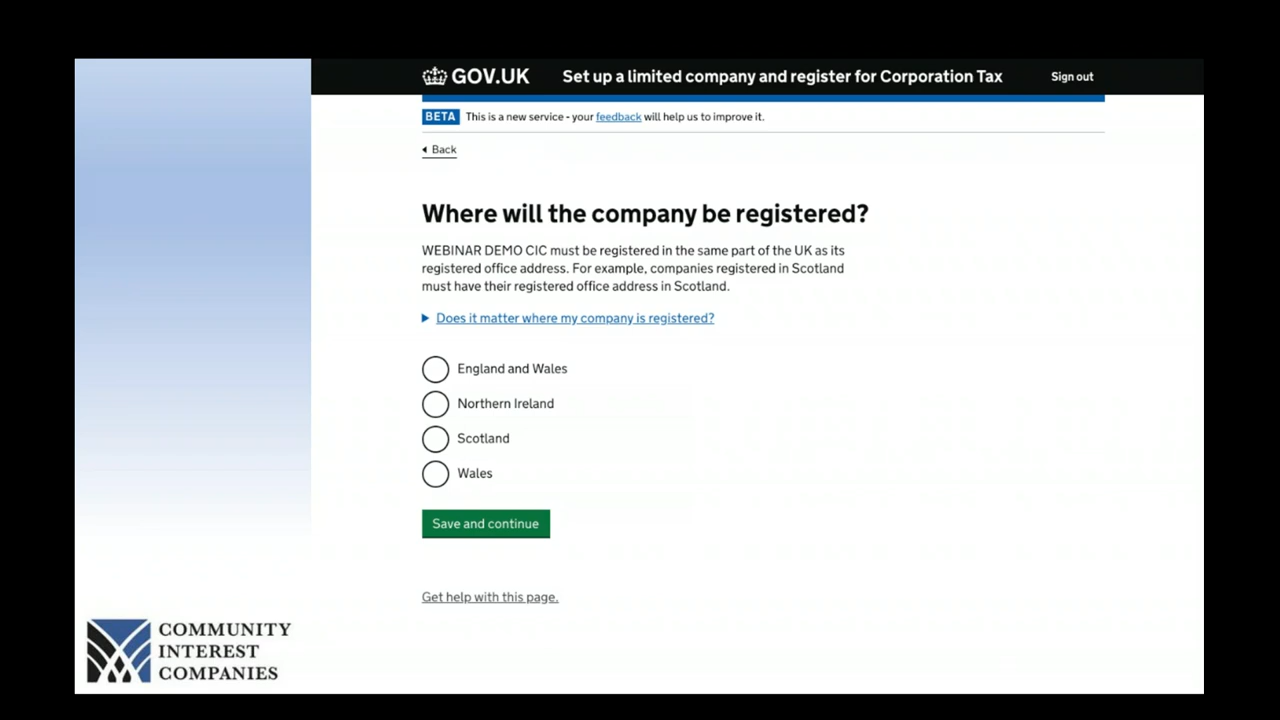 GOV.UK Set up a limited company and register for Corporation Tax Sign out
BETA This is a new service - your feedback will help us to improve it.
Back
Where will the company be registered?
WEBINAR DEMO CIC must be registered in the same part of the UK as its
registered office address. For example, companies registered in Scotland
must have their registered office address in Scotland.
Does it matter where my company is registered?
England and Wales
Northern Ireland
Scotland
Wales
Save and continue
Get help with this page.
COMMUNITY
INTEREST
COMPANIES